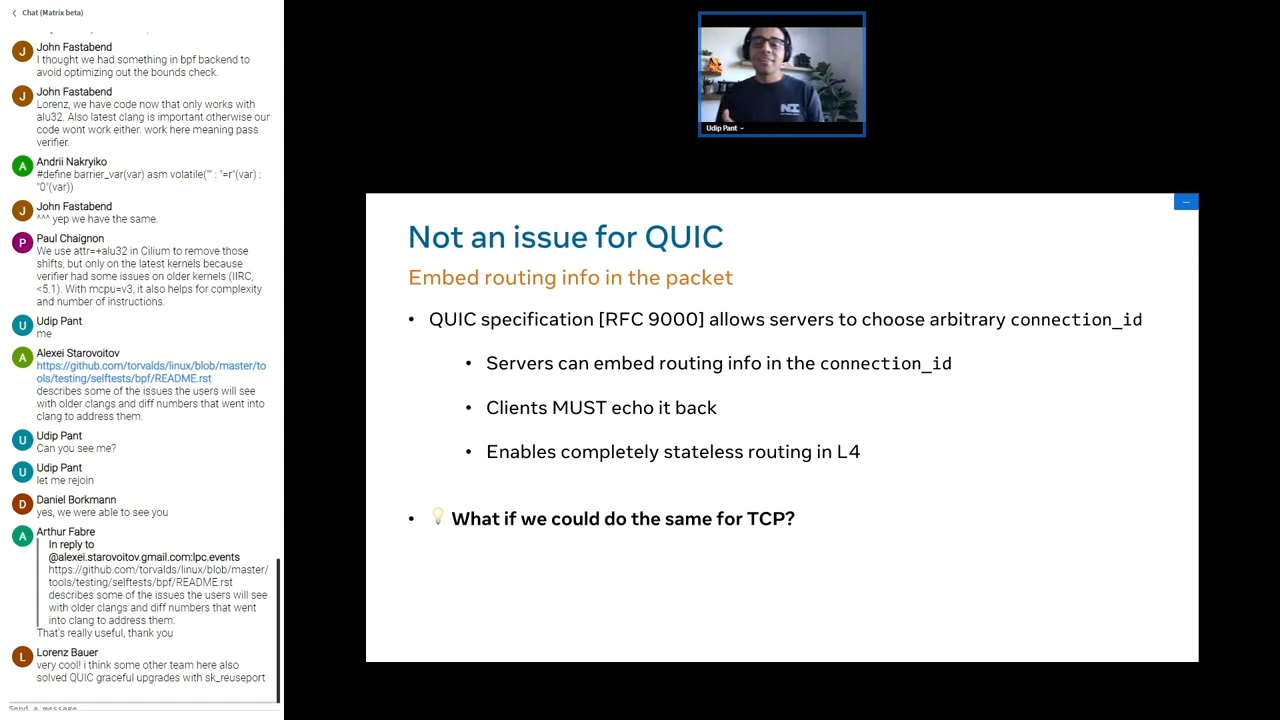 Chat (Matrix beta)
John Fastabend
I thought we had something in bpf backend to
avoid optimizing out the bounds check.
John Fastabend
Lorenz, we have code now that only works with
alu32. Also latest clang is important otherwise our
code wont work either. work here meaning pass
verifier.
Andrii Nakryiko
#define barrier_var(var) asm volatile("" : "=r"(var) :
"0"(var))
John Fastabend
^^^ yep we have the same.
Paul Chaignon
We use attr=+alu32 in Cilium to remove those
shifts, but only on the latest kernels because
verifier had some issues on older kernels (IIRC,
<5.1). With mcpu=v3, it also helps for complexity
and number of instructions.
Udip Pant
me
Alexei Starovoitov
https://github.com/torvalds/linux/blob/master/to
ols/testing/selftests/bpf/README.rst
describes some of the issues the users will see
with older clangs and diff numbers that went into
clang to address them.
Udip Pant
Can you see me?
Udip Pant
let me rejoin
Daniel Borkmann
yes, we were able to see you
Arthur Fabre
In reply to
@alexei.starovoitov.gmail.com:lpc.events
https://github.com/torvalds/linux/blob/master/
tools/testing/selftests/bpf/README.rst
describes some of the issues the users will see
with older clangs and diff numbers that went
into clang to address them.
That's really useful, thank you
Lorenz Bauer
very cool! i think some other team here also
solved QUIC graceful upgrades with sk_reuseport
Send a message
Udip Pant
Not an issue for QUIC
Embed routing info in the packet
• QUIC specification [RFC 9000] allows servers to choose arbitrary connection_id
• Servers can embed routing info in the connection_id
• Clients MUST echo it back
• Enables completely stateless routing in L4
• 💡 What if we could do the same for TCP?